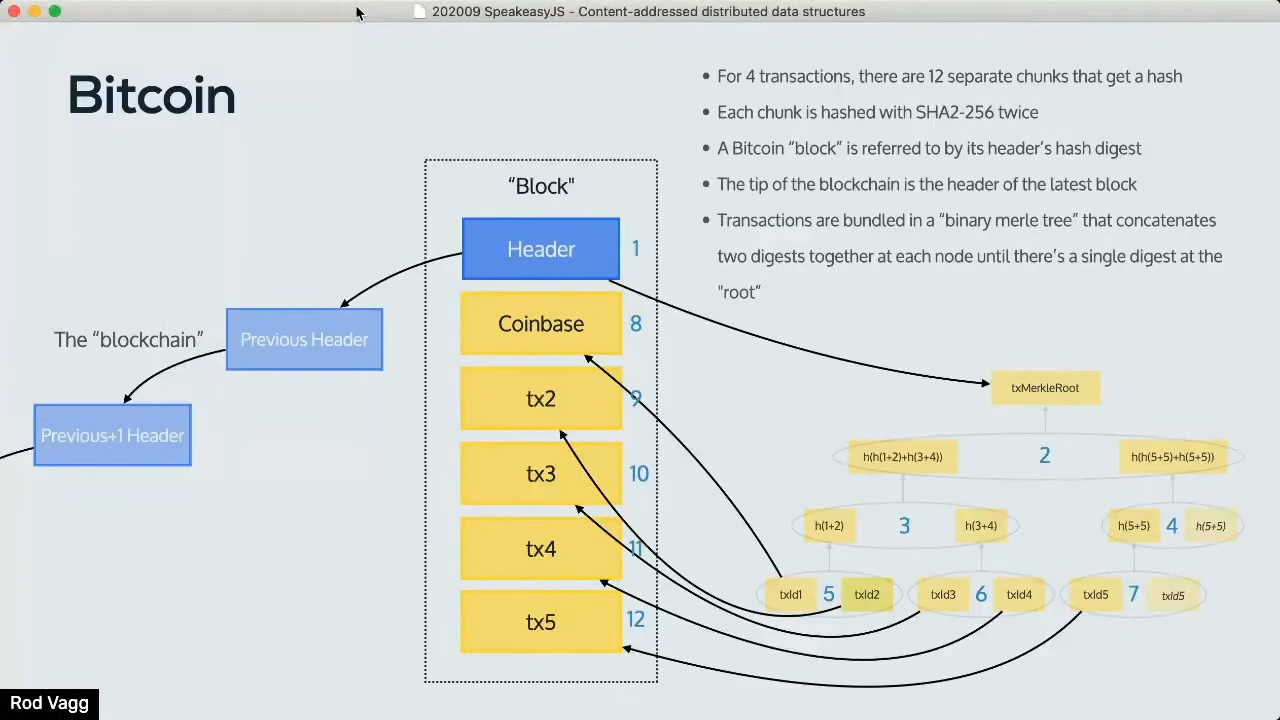 202009 SpeakeasyJS - Content-addressed distributed data structures
Bitcoin
• For 4 transactions, there are 12 separate chunks that get a hash
• Each chunk is hashed with SHA2-256 twice
• A Bitcoin “block” is referred to by its header’s hash digest
• The tip of the blockchain is the header of the latest block
• Transactions are bundled in a “binary merle tree” that concatenates
two digests together at each node until there’s a single digest at the
"root”
“Block"
Header 1
Coinbase 8
tx2 9
tx3 10
tx4 11
tx5 12
The “blockchain”
Previous Header
Previous+1 Header
txMerkleRoot
h(h(1+2)+h(3+4)) 2 h(h(5+5)+h(5+5))
h(1+2) 3 h(3+4) h(5+5) 4 h(5+5)
txId1 5 txId2 txId3 6 txId4 txId5 7 txId5
Rod Vagg